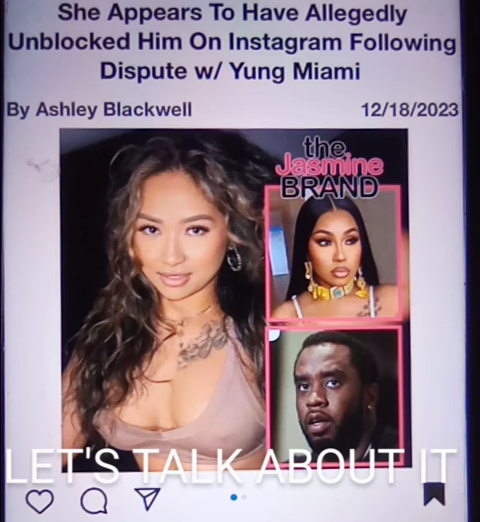 She Appears To Have Allegedly
Unblocked Him On Instagram Following
Dispute w/ Yung Miami
By Ashley Blackwell 12/18/2023
the
Jasmine
BRAND
LET'S TALK ABOUT IT